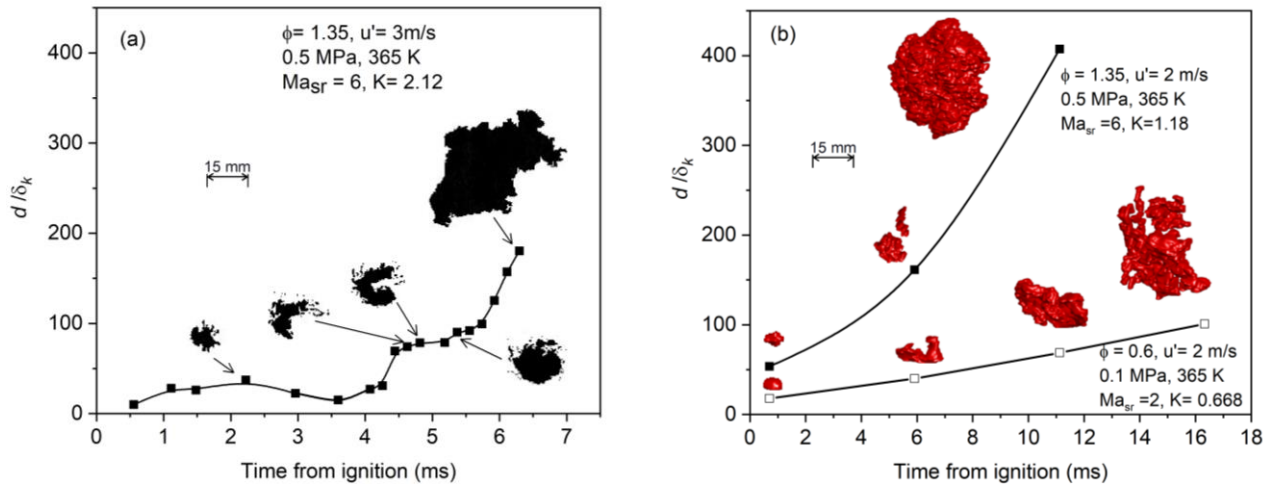 (a)
ϕ= 1.35, u'= 3m/s
0.5 MPa, 365 K
Ma_sr = 6, K= 2.12
15 mm
400
300
200
100
0
d /δ_k
0 1 2 3 4 5 6 7
Time from ignition (ms)
(b)
ϕ = 1.35, u'= 2 m/s
0.5 MPa, 365 K
Ma_sr =6, K=1.18
15 mm
ϕ = 0.6, u'= 2 m/s
0.1 MPa, 365 K
Ma_sr =2, K= 0.668
400
300
200
100
0
d /δ_k
0 2 4 6 8 10 12 14 16 18
Time from ignition (ms)